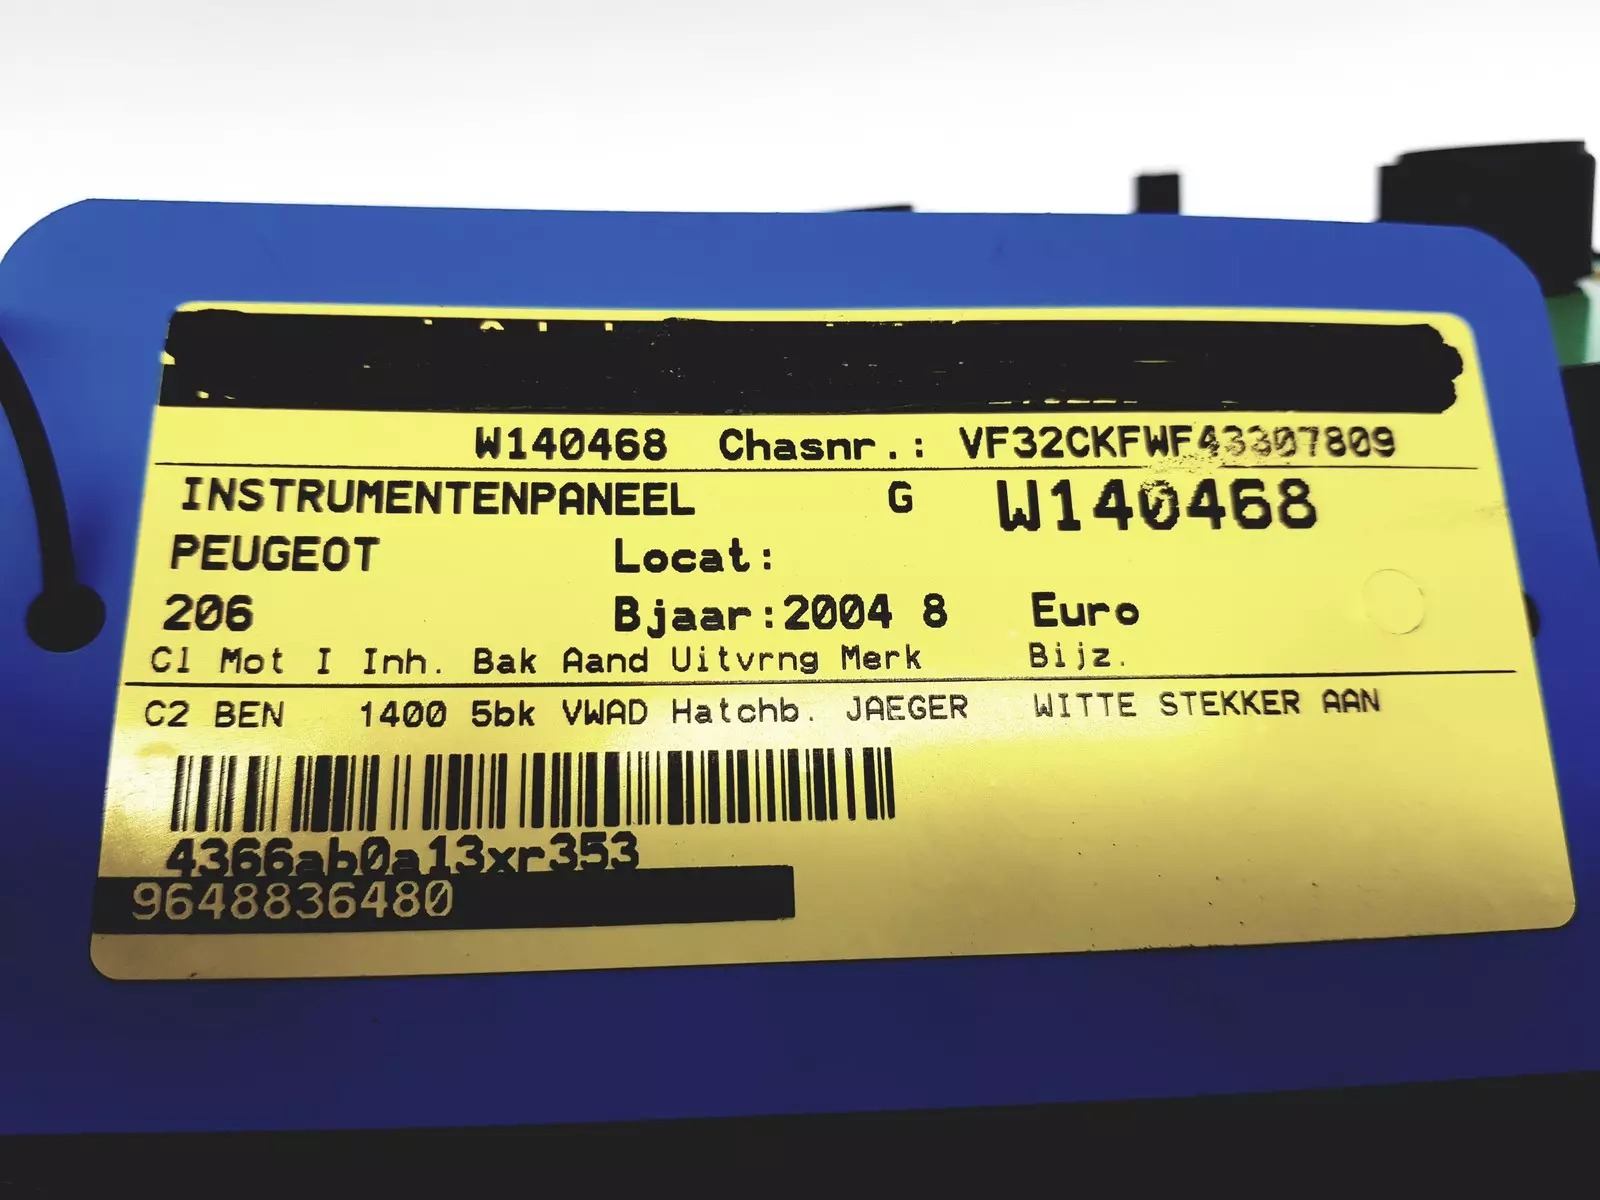 W140468 Chasnr.: VF32CKFWF43307809
INSTRUMENTENPANEEL G W140468
PEUGEOT Locat:
206 Bjaar:2004 8 Euro
Cl Mot I Inh. Bak Aand Uitvrng Merk Bijz.
C2 BEN 1400 5bk VWAD Hatchb. JAEGER WITTE STEKKER AAN
4366ab0a13xr353
9648836480